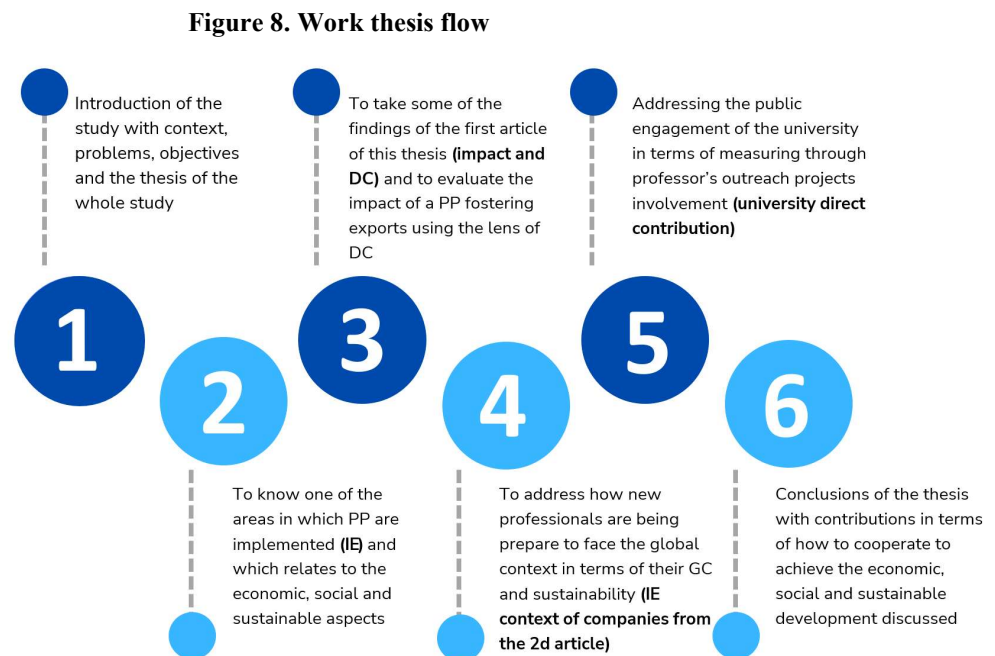 Figure 8. Work thesis flow
1
Introduction of the
study with context,
problems, objectives
and the thesis of the
whole study
2
To know one of the
areas in which PP are
implemented (IE) and
which relates to the
economic, social and
sustainable aspects
3
To take some of the
findings of the first article
of this thesis (impact and
DC) and to evaluate the
impact of a PP fostering
exports using the lens of
DC
4
To address how new
professionals are being
prepare to face the global
context in terms of their GC
and sustainability (IE
context of companies from
the 2d article)
5
Addressing the public
engagement of the university
in terms of measuring through
professor's outreach projects
involvement (university direct
contribution)
6
Conclusions of the thesis
with contributions in terms
of how to cooperate to
achieve the economic,
social and sustainable
development discussed